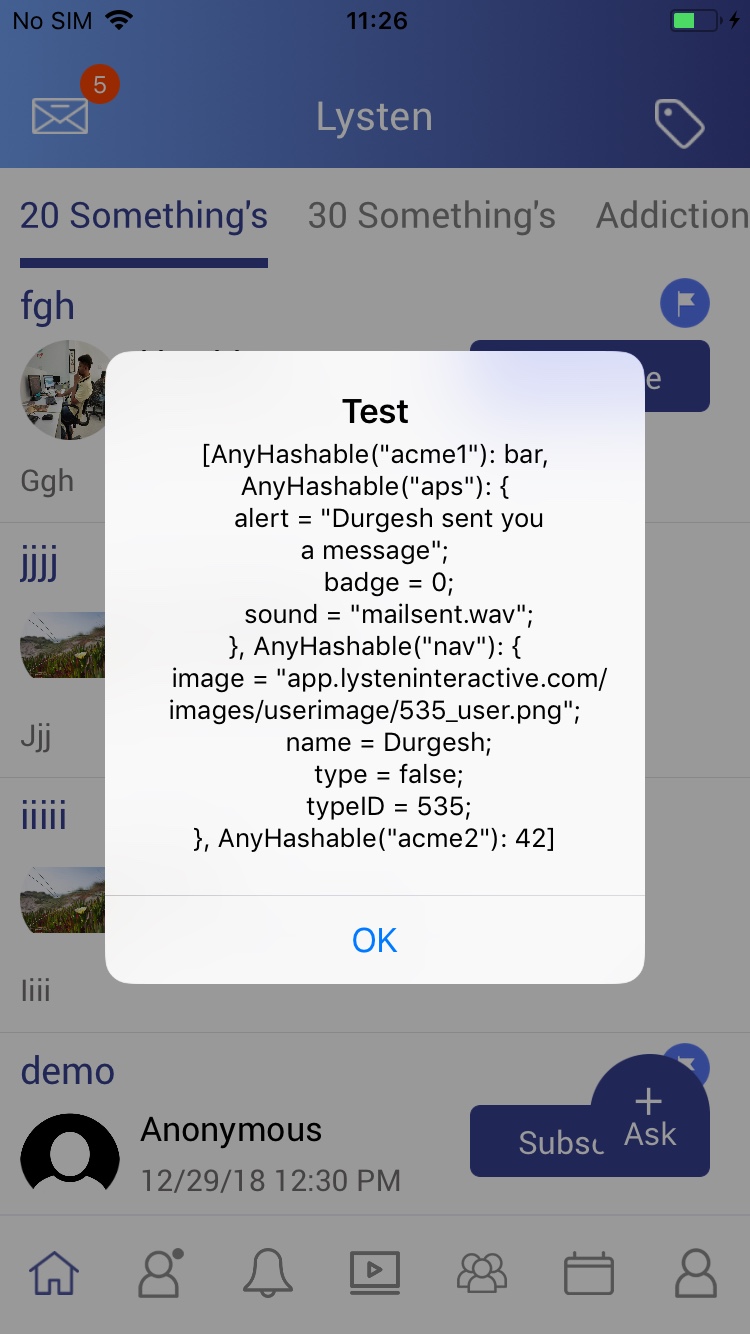 No SIM 11:26
5
Lysten
20 Something's 30 Something's Addiction
fgh
e
Ggh
Test
[AnyHashable("acme1"): bar,
AnyHashable("aps"): {
alert = "Durgesh sent you
a message";
badge = 0;
sound = "mailsent.wav";
}, AnyHashable("nav"): {
image = "app.lysteninteractive.com/
images/userimage/535_user.png";
name = Durgesh;
type = false;
typeID = 535;
}, AnyHashable("acme2"): 42]
OK
jjjj
Jjj
iiiii
Iiii
demo
Anonymous
12/29/18 12:30 PM
Subsc
+
Ask